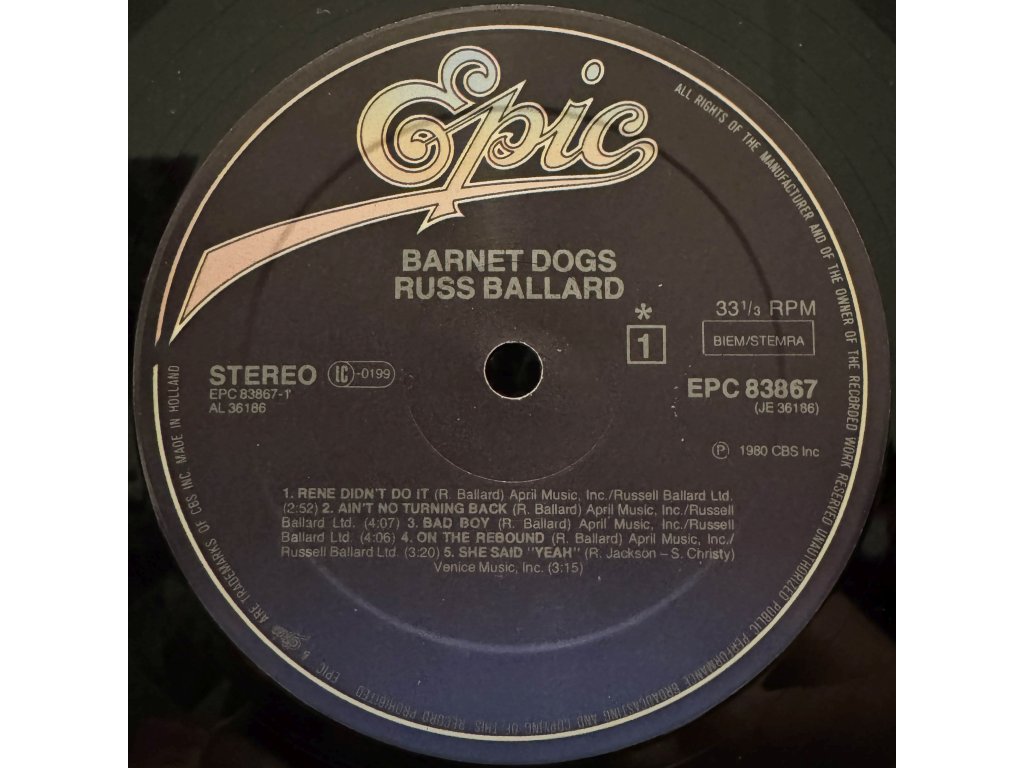 Epic
BARNET DOGS
RUSS BALLARD
*
1
33 1/3 RPM
BIEM/STEMRA
STEREO LC-0199
EPC 83867-1
AL 36186
EPC 83867
(JE 36186)
Ⓟ 1980 CBS Inc
1. RENE DIDN'T DO IT (R. Ballard) April Music, Inc./Russell Ballard Ltd.
(2:52) 2. AIN'T NO TURNING BACK (R. Ballard) April Music, Inc./Russell
Ballard Ltd. (4:07) 3. BAD BOY (R. Ballard) April Music, Inc./Russell
Ballard Ltd. (4:06) 4. ON THE REBOUND (R. Ballard) April Music, Inc./
Russell Ballard Ltd. (3:20) 5. SHE SAID "YEAH" (R. Jackson – S. Christy)
Venice Music, Inc. (3:15)
ALL RIGHTS OF THE MANUFACTURER AND OF THE OWNER OF THE RECORDED WORK RESERVED UNAUTHORIZED PUBLIC PERFORMANCE BROADCASTING AND COPYING OF THIS RECORD PROHIBITED
EPIC & Epic ARE TRADEMARKS OF CBS INC. MADE IN HOLLAND